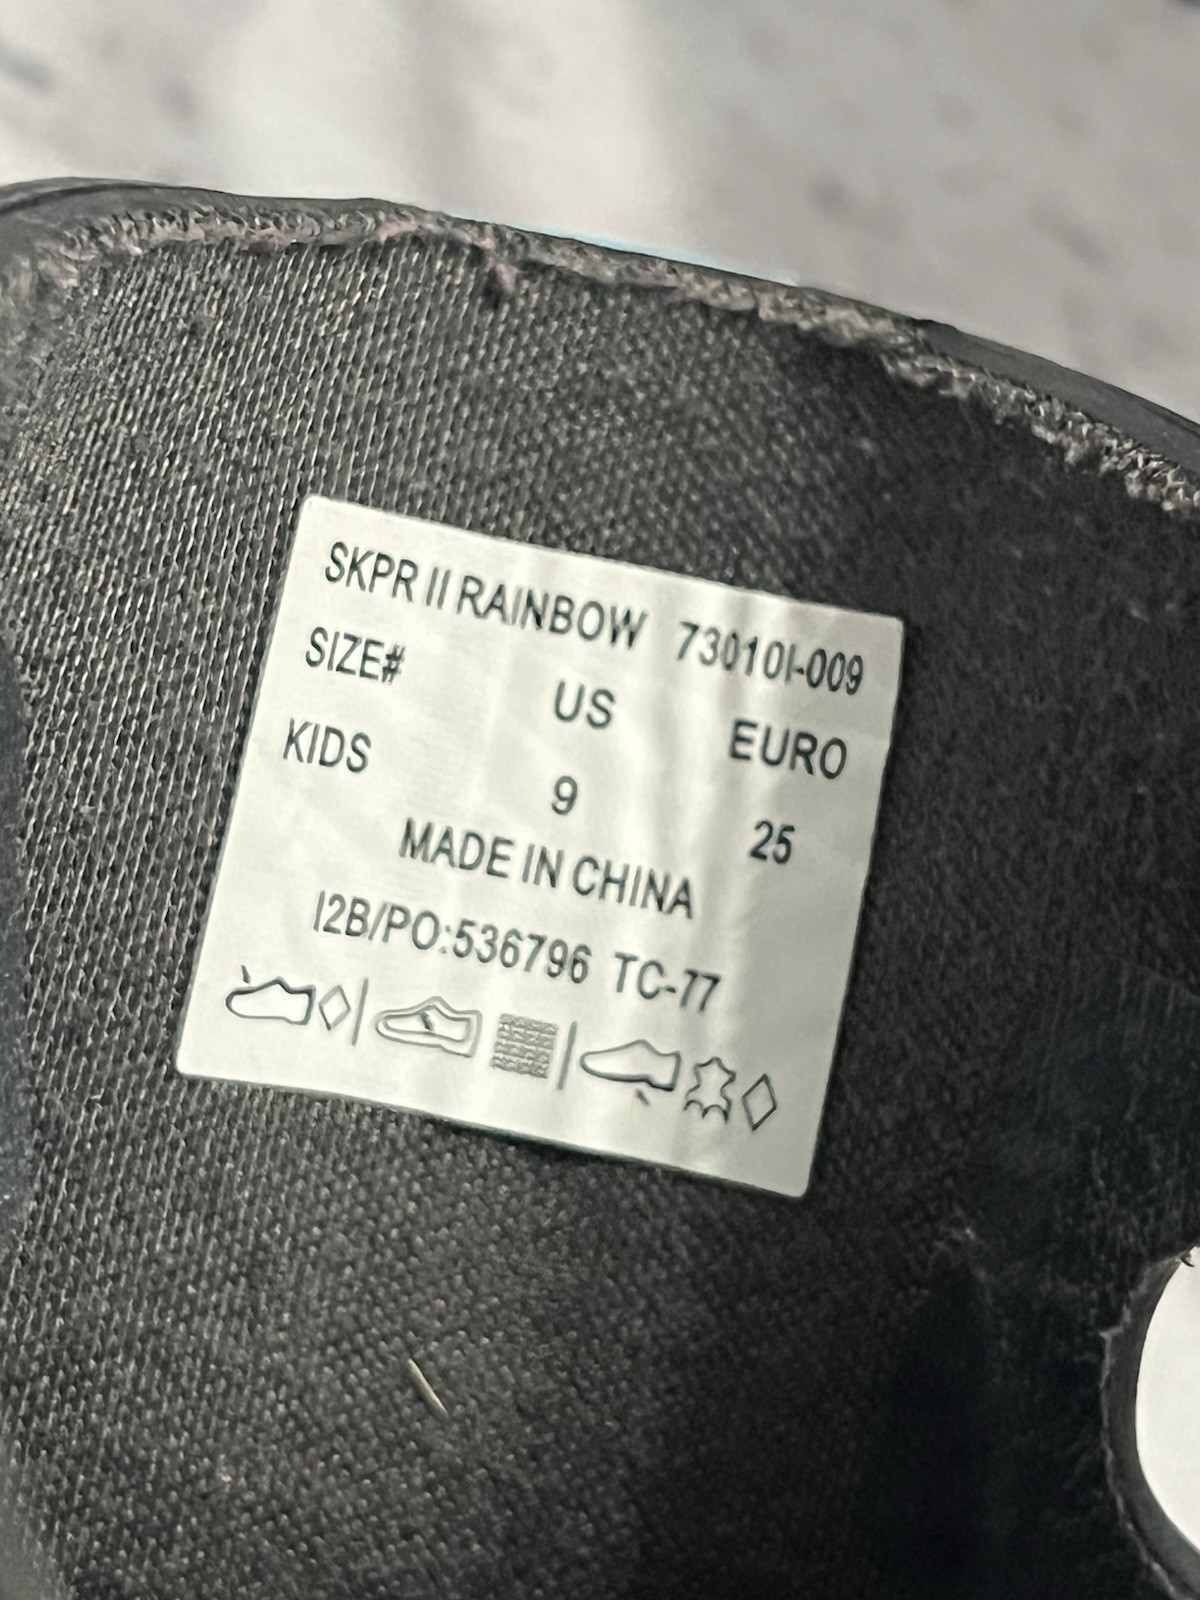 SKPR II RAINBOW 73010I-009
SIZE# US EURO
KIDS 9 25
MADE IN CHINA
I2B/PO:536796 TC-77